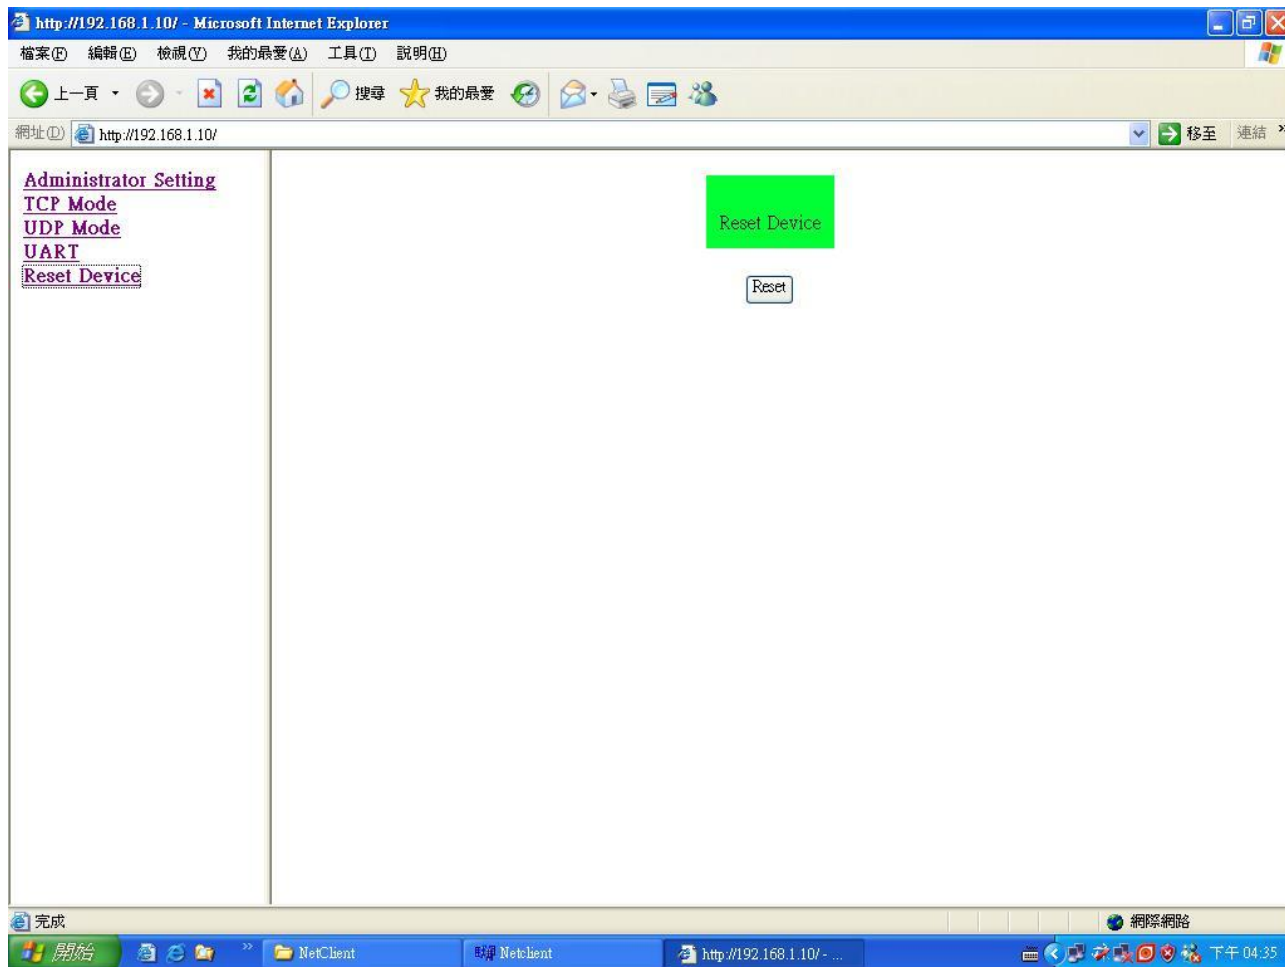 http://192.168.1.10/ - Microsoft Internet Explorer
檔案(F) 編輯(E) 檢視(V) 我的最愛(A) 工具(T) 說明(H)
上一頁 搜尋 我的最愛
網址(D) http://192.168.1.10/ 移至 連結 »
Administrator Setting
TCP Mode
UDP Mode
UART
Reset Device
Reset Device
Reset
完成 網際網路
開始 » NetClient Netclient http://192.168.1.10/ - ... 下午 04:35